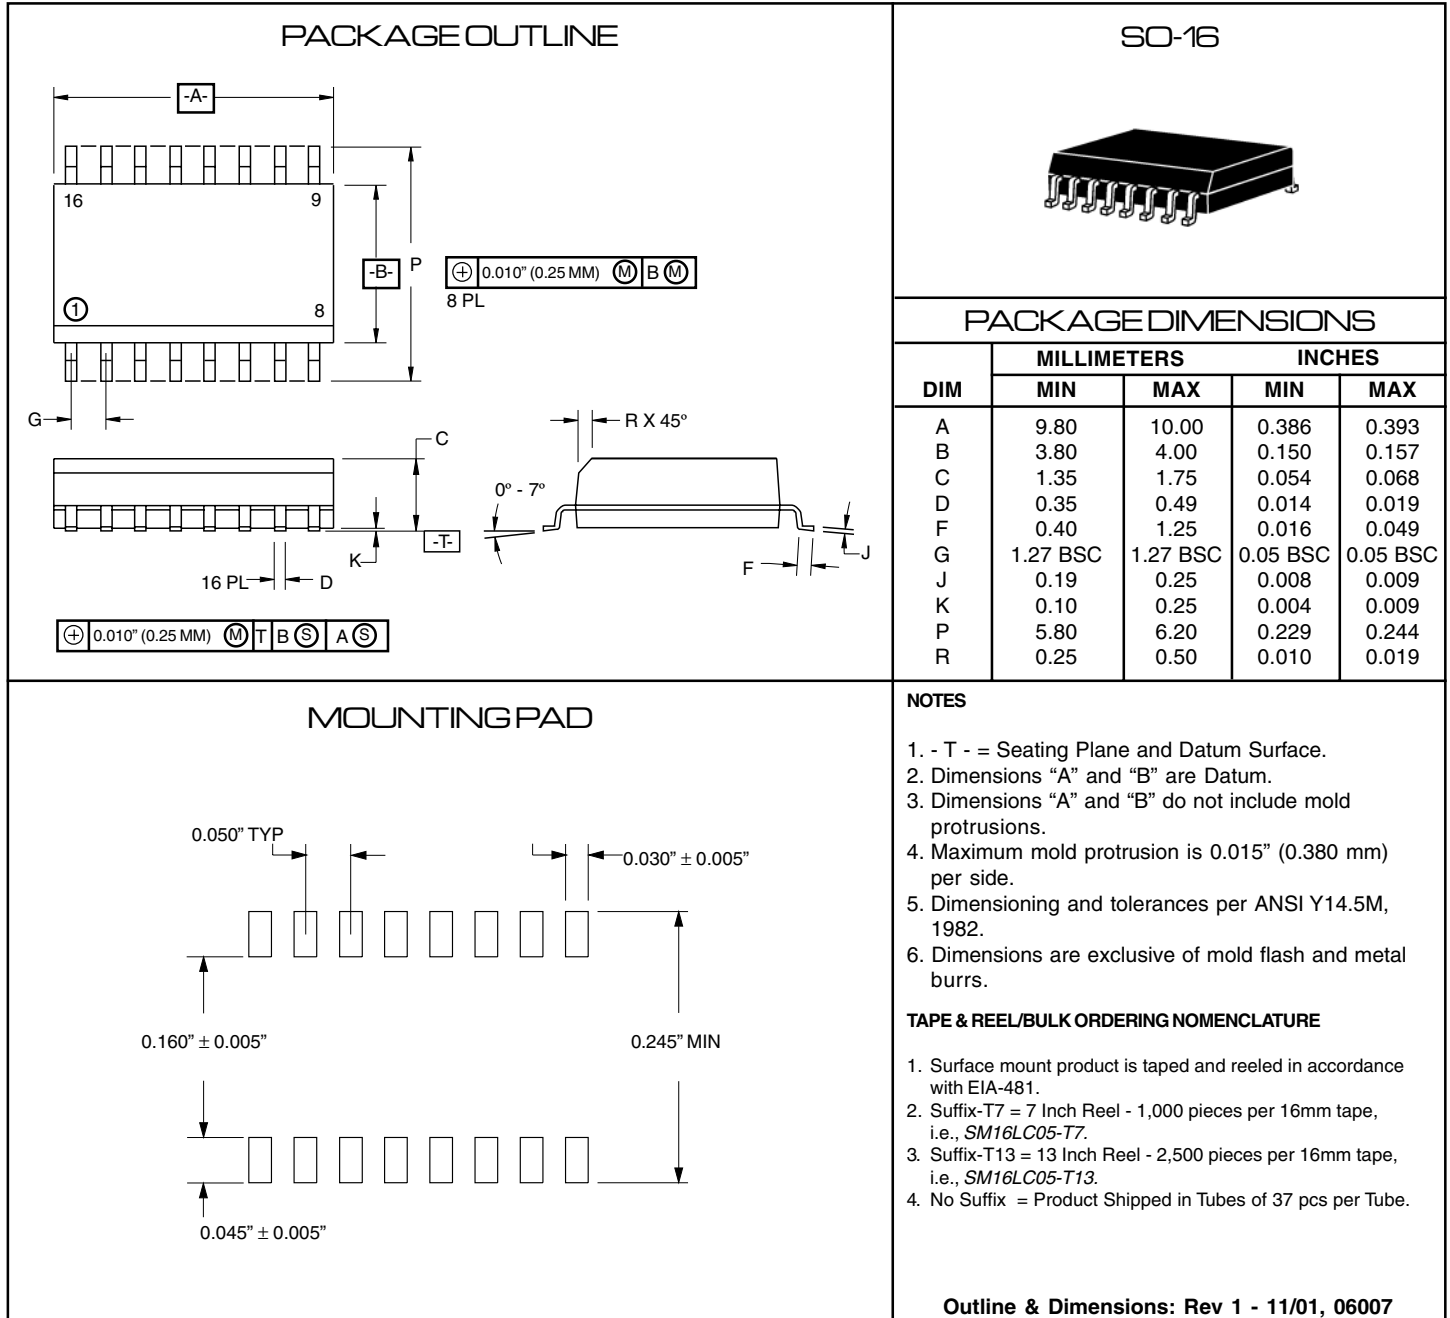 PACKAGE OUTLINE
-A-
16 9
1 8
-B- P
⊕ 0.010” (0.25 MM) Ⓜ B Ⓜ
8 PL
G
C
R X 45º
0º - 7º
-T-
K
J
F
16 PL D
⊕ 0.010” (0.25 MM) Ⓜ T B Ⓢ A Ⓢ
SO-16
PACKAGE DIMENSIONS
MILLIMETERS INCHES
DIM MIN MAX MIN MAX
A 9.80 10.00 0.386 0.393
B 3.80 4.00 0.150 0.157
C 1.35 1.75 0.054 0.068
D 0.35 0.49 0.014 0.019
F 0.40 1.25 0.016 0.049
G 1.27 BSC 1.27 BSC 0.05 BSC 0.05 BSC
J 0.19 0.25 0.008 0.009
K 0.10 0.25 0.004 0.009
P 5.80 6.20 0.229 0.244
R 0.25 0.50 0.010 0.019
MOUNTING PAD
0.050” TYP
0.030” ± 0.005”
0.160” ± 0.005”
0.245” MIN
0.045” ± 0.005”
NOTES
1. - T - = Seating Plane and Datum Surface.
2. Dimensions “A” and “B” are Datum.
3. Dimensions “A” and “B” do not include mold
protrusions.
4. Maximum mold protrusion is 0.015” (0.380 mm)
per side.
5. Dimensioning and tolerances per ANSI Y14.5M,
1982.
6. Dimensions are exclusive of mold flash and metal
burrs.
TAPE & REEL/BULK ORDERING NOMENCLATURE
1. Surface mount product is taped and reeled in accordance
with EIA-481.
2. Suffix-T7 = 7 Inch Reel - 1,000 pieces per 16mm tape,
i.e., SM16LC05-T7.
3. Suffix-T13 = 13 Inch Reel - 2,500 pieces per 16mm tape,
i.e., SM16LC05-T13.
4. No Suffix = Product Shipped in Tubes of 37 pcs per Tube.
Outline & Dimensions: Rev 1 - 11/01, 06007